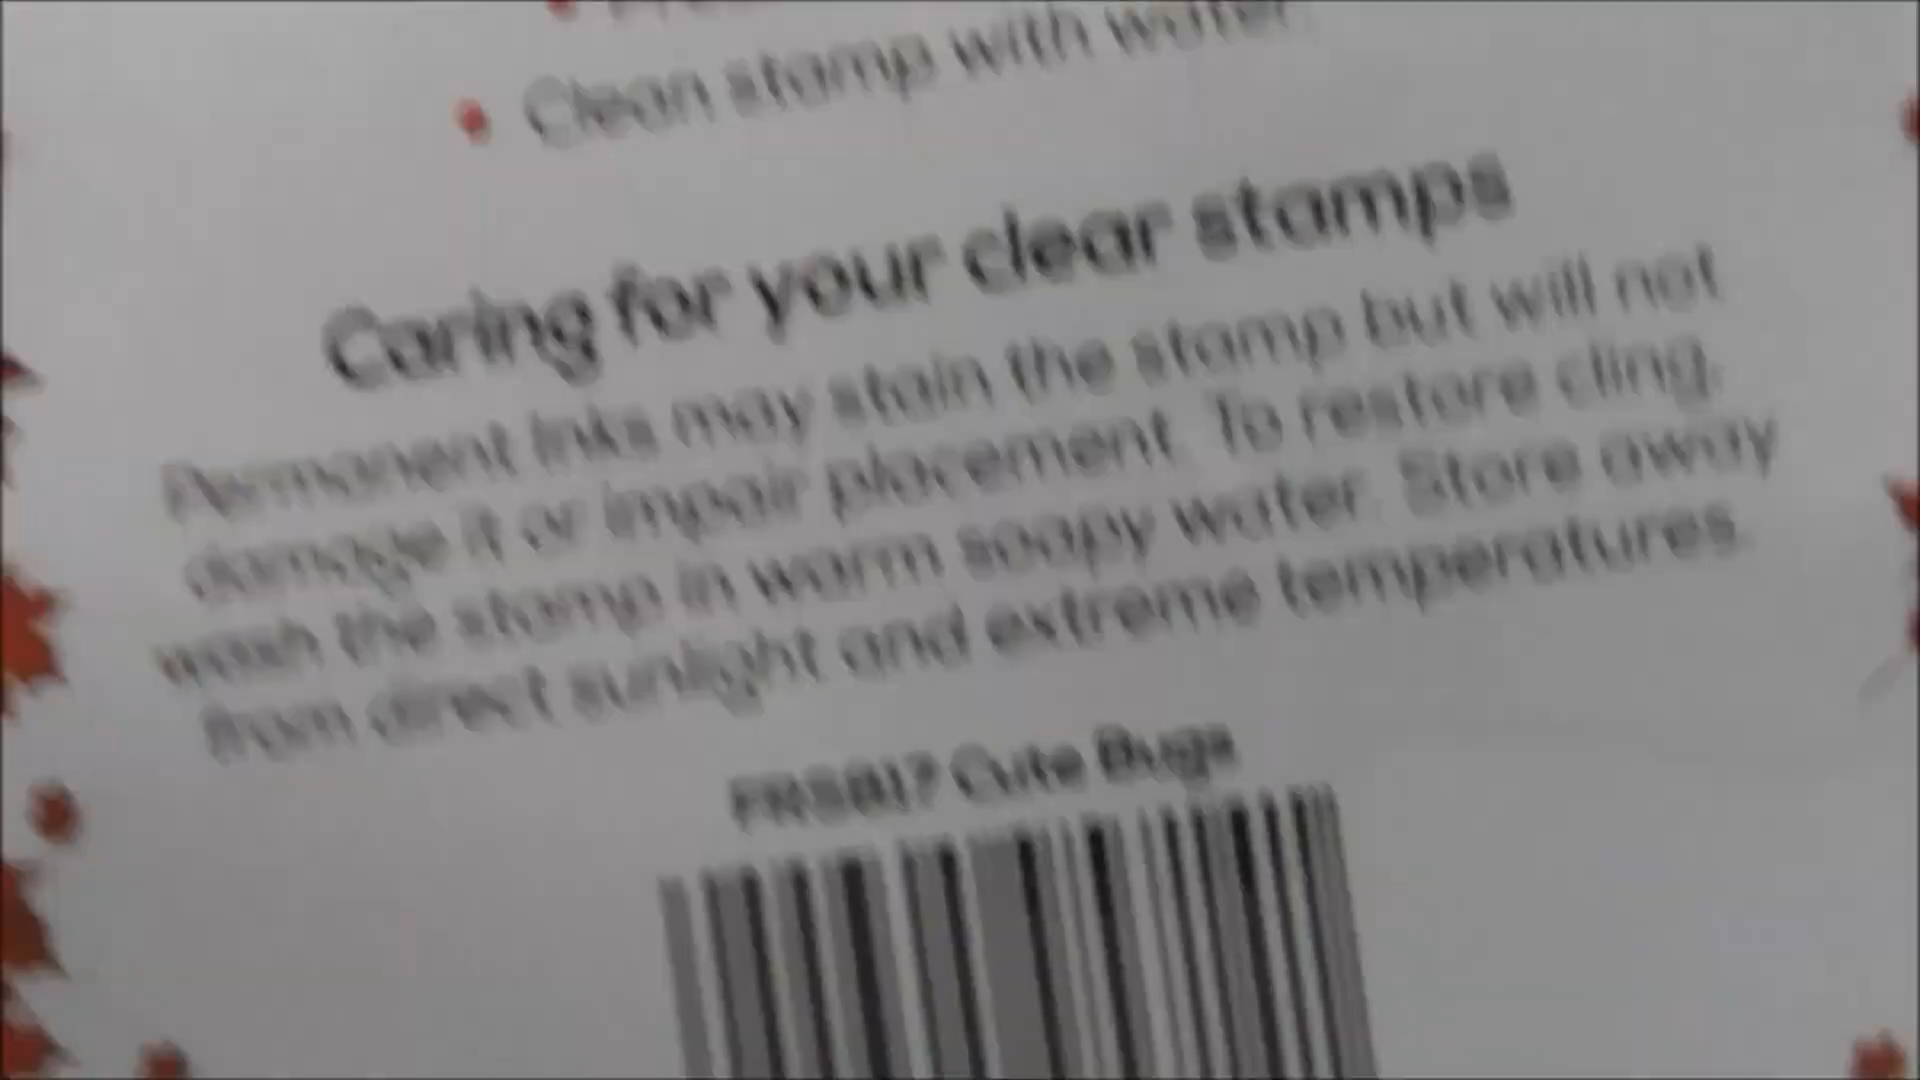 Clean stamp with water
Caring for your clear stamps
Permanent Inks may stain the stamp but will not
damage it or impair placement. To restore cling,
wash the stamp in warm soapy water. Store away
from direct sunlight and extreme temperatures.
Cute Bugs